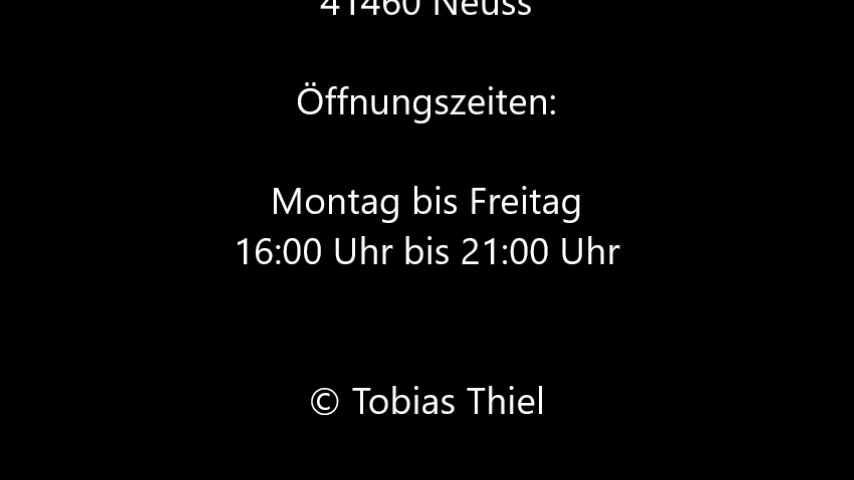 41460 Neuss
Öffnungszeiten:
Montag bis Freitag
16:00 Uhr bis 21:00 Uhr
© Tobias Thiel